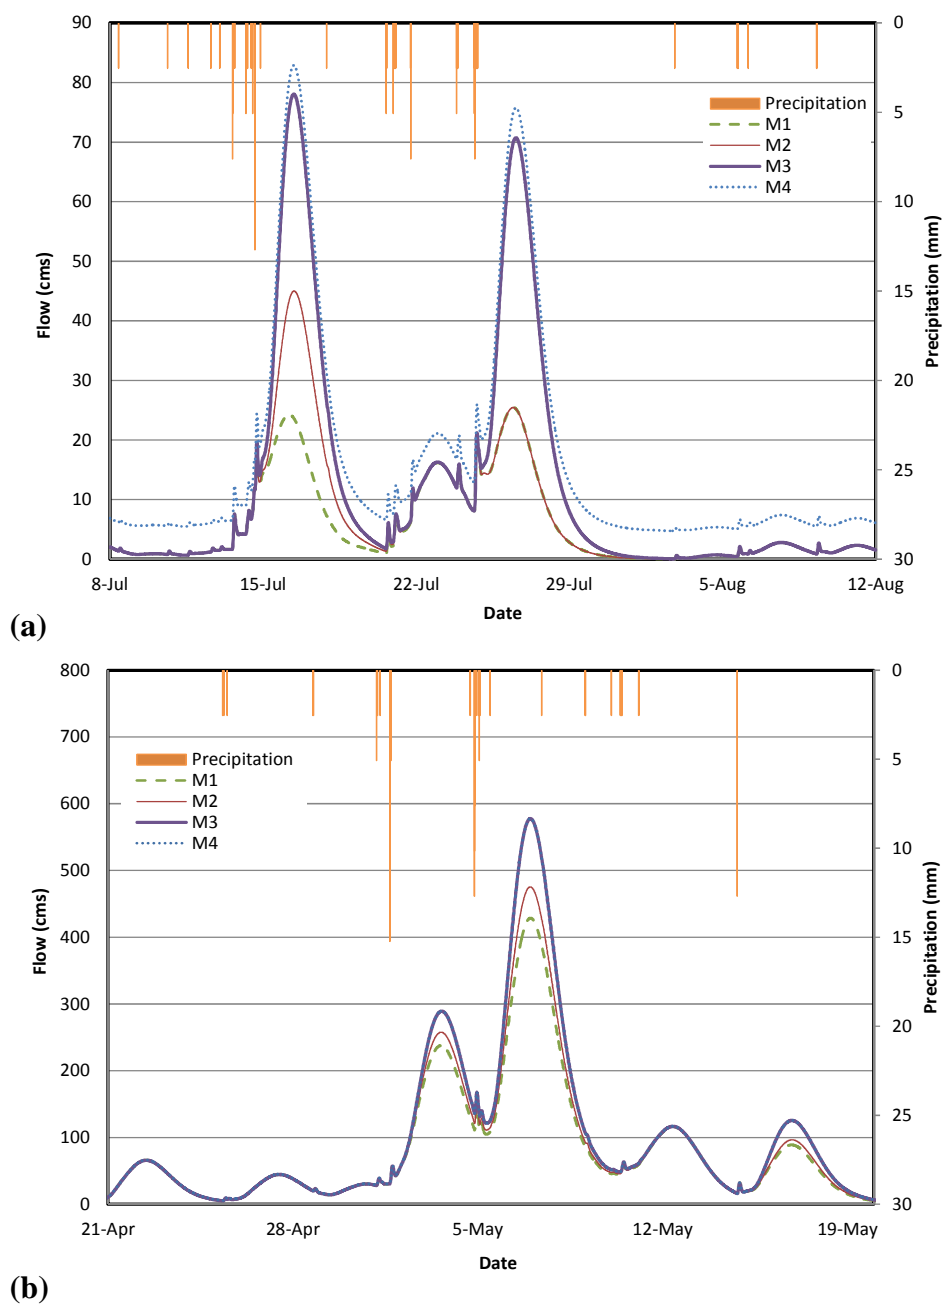 90
80
70
60
50
40
30
20
10
0
Flow (cms)
0
5
10
15
20
25
30
Precipitation (mm)
Precipitation
M1
M2
M3
M4
8-Jul
15-Jul
22-Jul
29-Jul
5-Aug
12-Aug
Date
(a)
800
700
600
500
400
300
200
100
0
Flow (cms)
0
5
10
15
20
25
30
Precipitation (mm)
Precipitation
M1
M2
M3
M4
21-Apr
28-Apr
5-May
12-May
19-May
Date
(b)